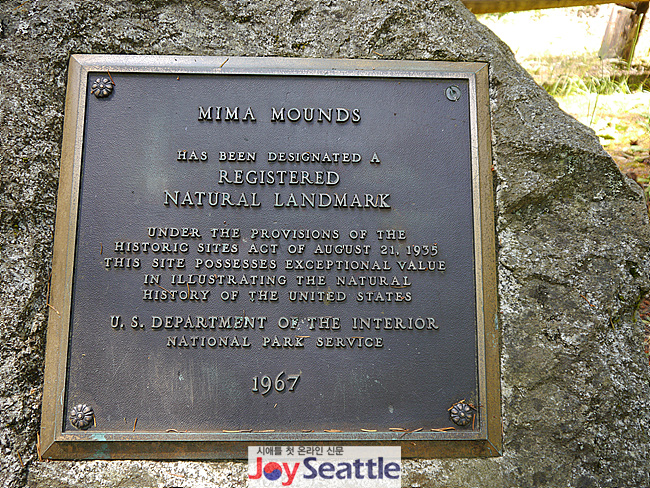 MIMA MOUNDS
HAS BEEN DESIGNATED A
REGISTERED
NATURAL LANDMARK
UNDER THE PROVISIONS OF THE
HISTORIC SITES ACT OF AUGUST 21, 1935
THIS SITE POSSESSES EXCEPTIONAL VALUE
IN ILLUSTRATING THE NATURAL
HISTORY OF THE UNITED STATES
U. S. DEPARTMENT OF THE INTERIOR
NATIONAL PARK SERVICE
1967
시애틀 첫 온라인 신문
JoySeattle